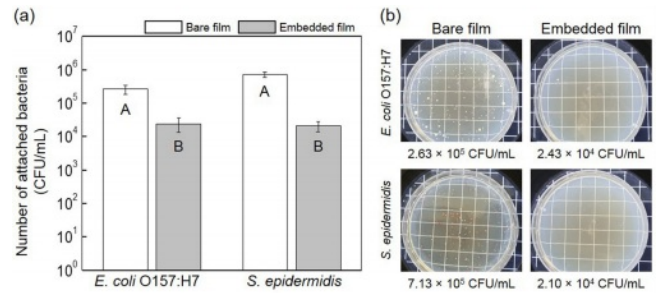 (a)
Bare film
Embedded film
Number of attached bacteria
(CFU/mL)
10⁷
10⁶
10⁵
10⁴
10³
10²
10¹
10⁰
A
B
A
B
E. coli O157:H7
S. epidermidis
(b)
Bare film
Embedded film
E. coli O157:H7
2.63 × 10⁵ CFU/mL
2.43 × 10⁴ CFU/mL
S. epidermidis
7.13 × 10⁵ CFU/mL
2.10 × 10⁴ CFU/mL